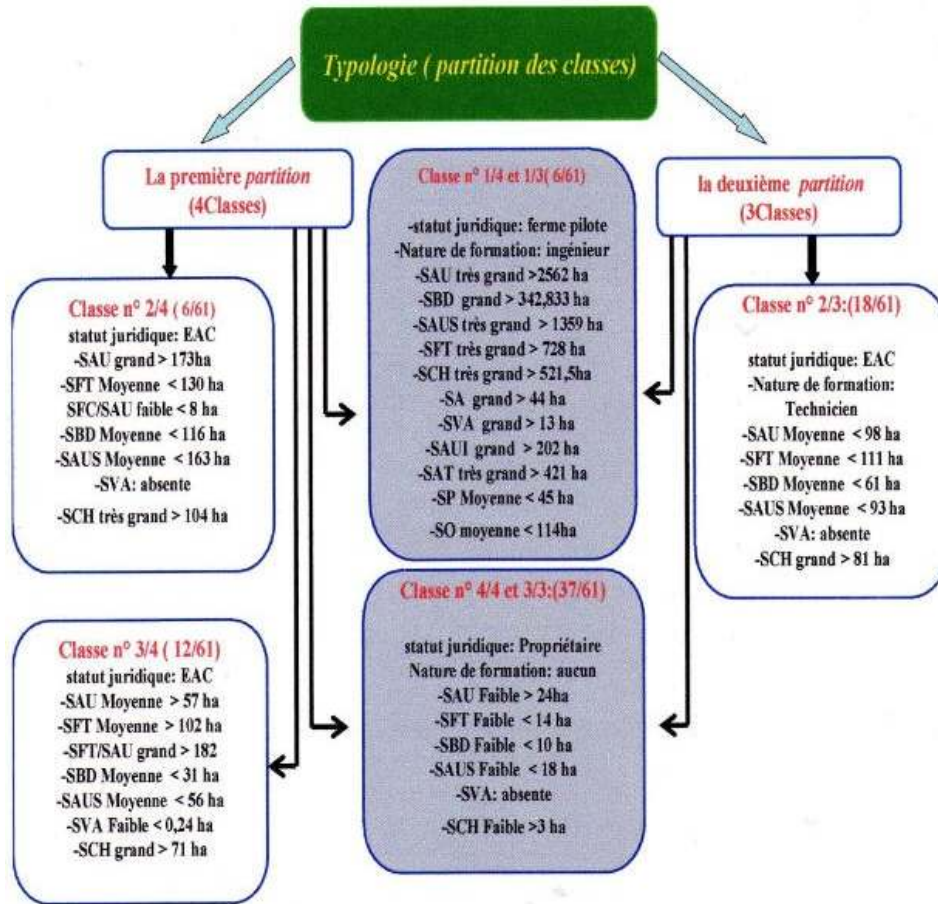 Typologie ( partition des classes)
La première partition
(4Classes)
Classe n° 1/4 et 1/3( 6/61)
-statut juridique: ferme pilote
-Nature de formation: ingénieur
-SAU très grand >2562 ha
-SBD grand > 342,833 ha
-SAUS très grand > 1359 ha
-SFT très grand > 728 ha
-SCH très grand > 521,5ha
-SA grand > 44 ha
-SVA grand > 13 ha
-SAUI grand > 202 ha
-SAT très grand > 421 ha
-SP Moyenne < 45 ha
-SO moyenne < 114ha
la deuxième partition
(3Classes)
Classe n° 2/4 ( 6/61)
statut juridique: EAC
-SAU grand > 173ha
-SFT Moyenne < 130 ha
SFC/SAU faible < 8 ha
-SBD Moyenne < 116 ha
-SAUS Moyenne < 163 ha
-SVA: absente
-SCH très grand > 104 ha
Classe n° 2/3:(18/61)
statut juridique: EAC
-Nature de formation:
Technicien
-SAU Moyenne < 98 ha
-SFT Moyenne < 111 ha
-SBD Moyenne < 61 ha
-SAUS Moyenne < 93 ha
-SVA: absente
-SCH grand > 81 ha
Classe n° 3/4 ( 12/61)
statut juridique: EAC
-SAU Moyenne > 57 ha
-SFT Moyenne > 102 ha
-SFT/SAU grand > 182
-SBD Moyenne < 31 ha
-SAUS Moyenne < 56 ha
-SVA Faible < 0,24 ha
-SCH grand > 71 ha
Classe n° 4/4 et 3/3:(37/61)
statut juridique: Propriétaire
Nature de formation: aucun
-SAU Faible > 24ha
-SFT Faible < 14 ha
-SBD Faible < 10 ha
-SAUS Faible < 18 ha
-SVA: absente
-SCH Faible >3 ha